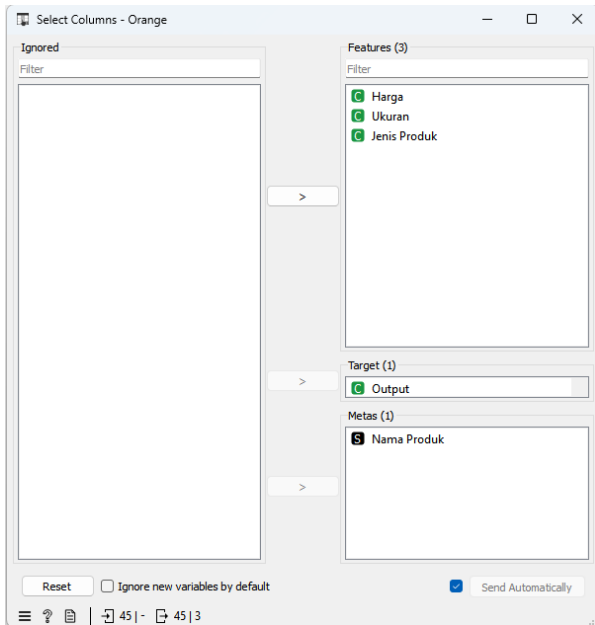 Select Columns - Orange
Ignored
Filter
>
>
>
Features (3)
Filter
C Harga
C Ukuran
C Jenis Produk
Target (1)
C Output
Metas (1)
S Nama Produk
Reset
Ignore new variables by default
Send Automatically
? 45 | - 45 | 3